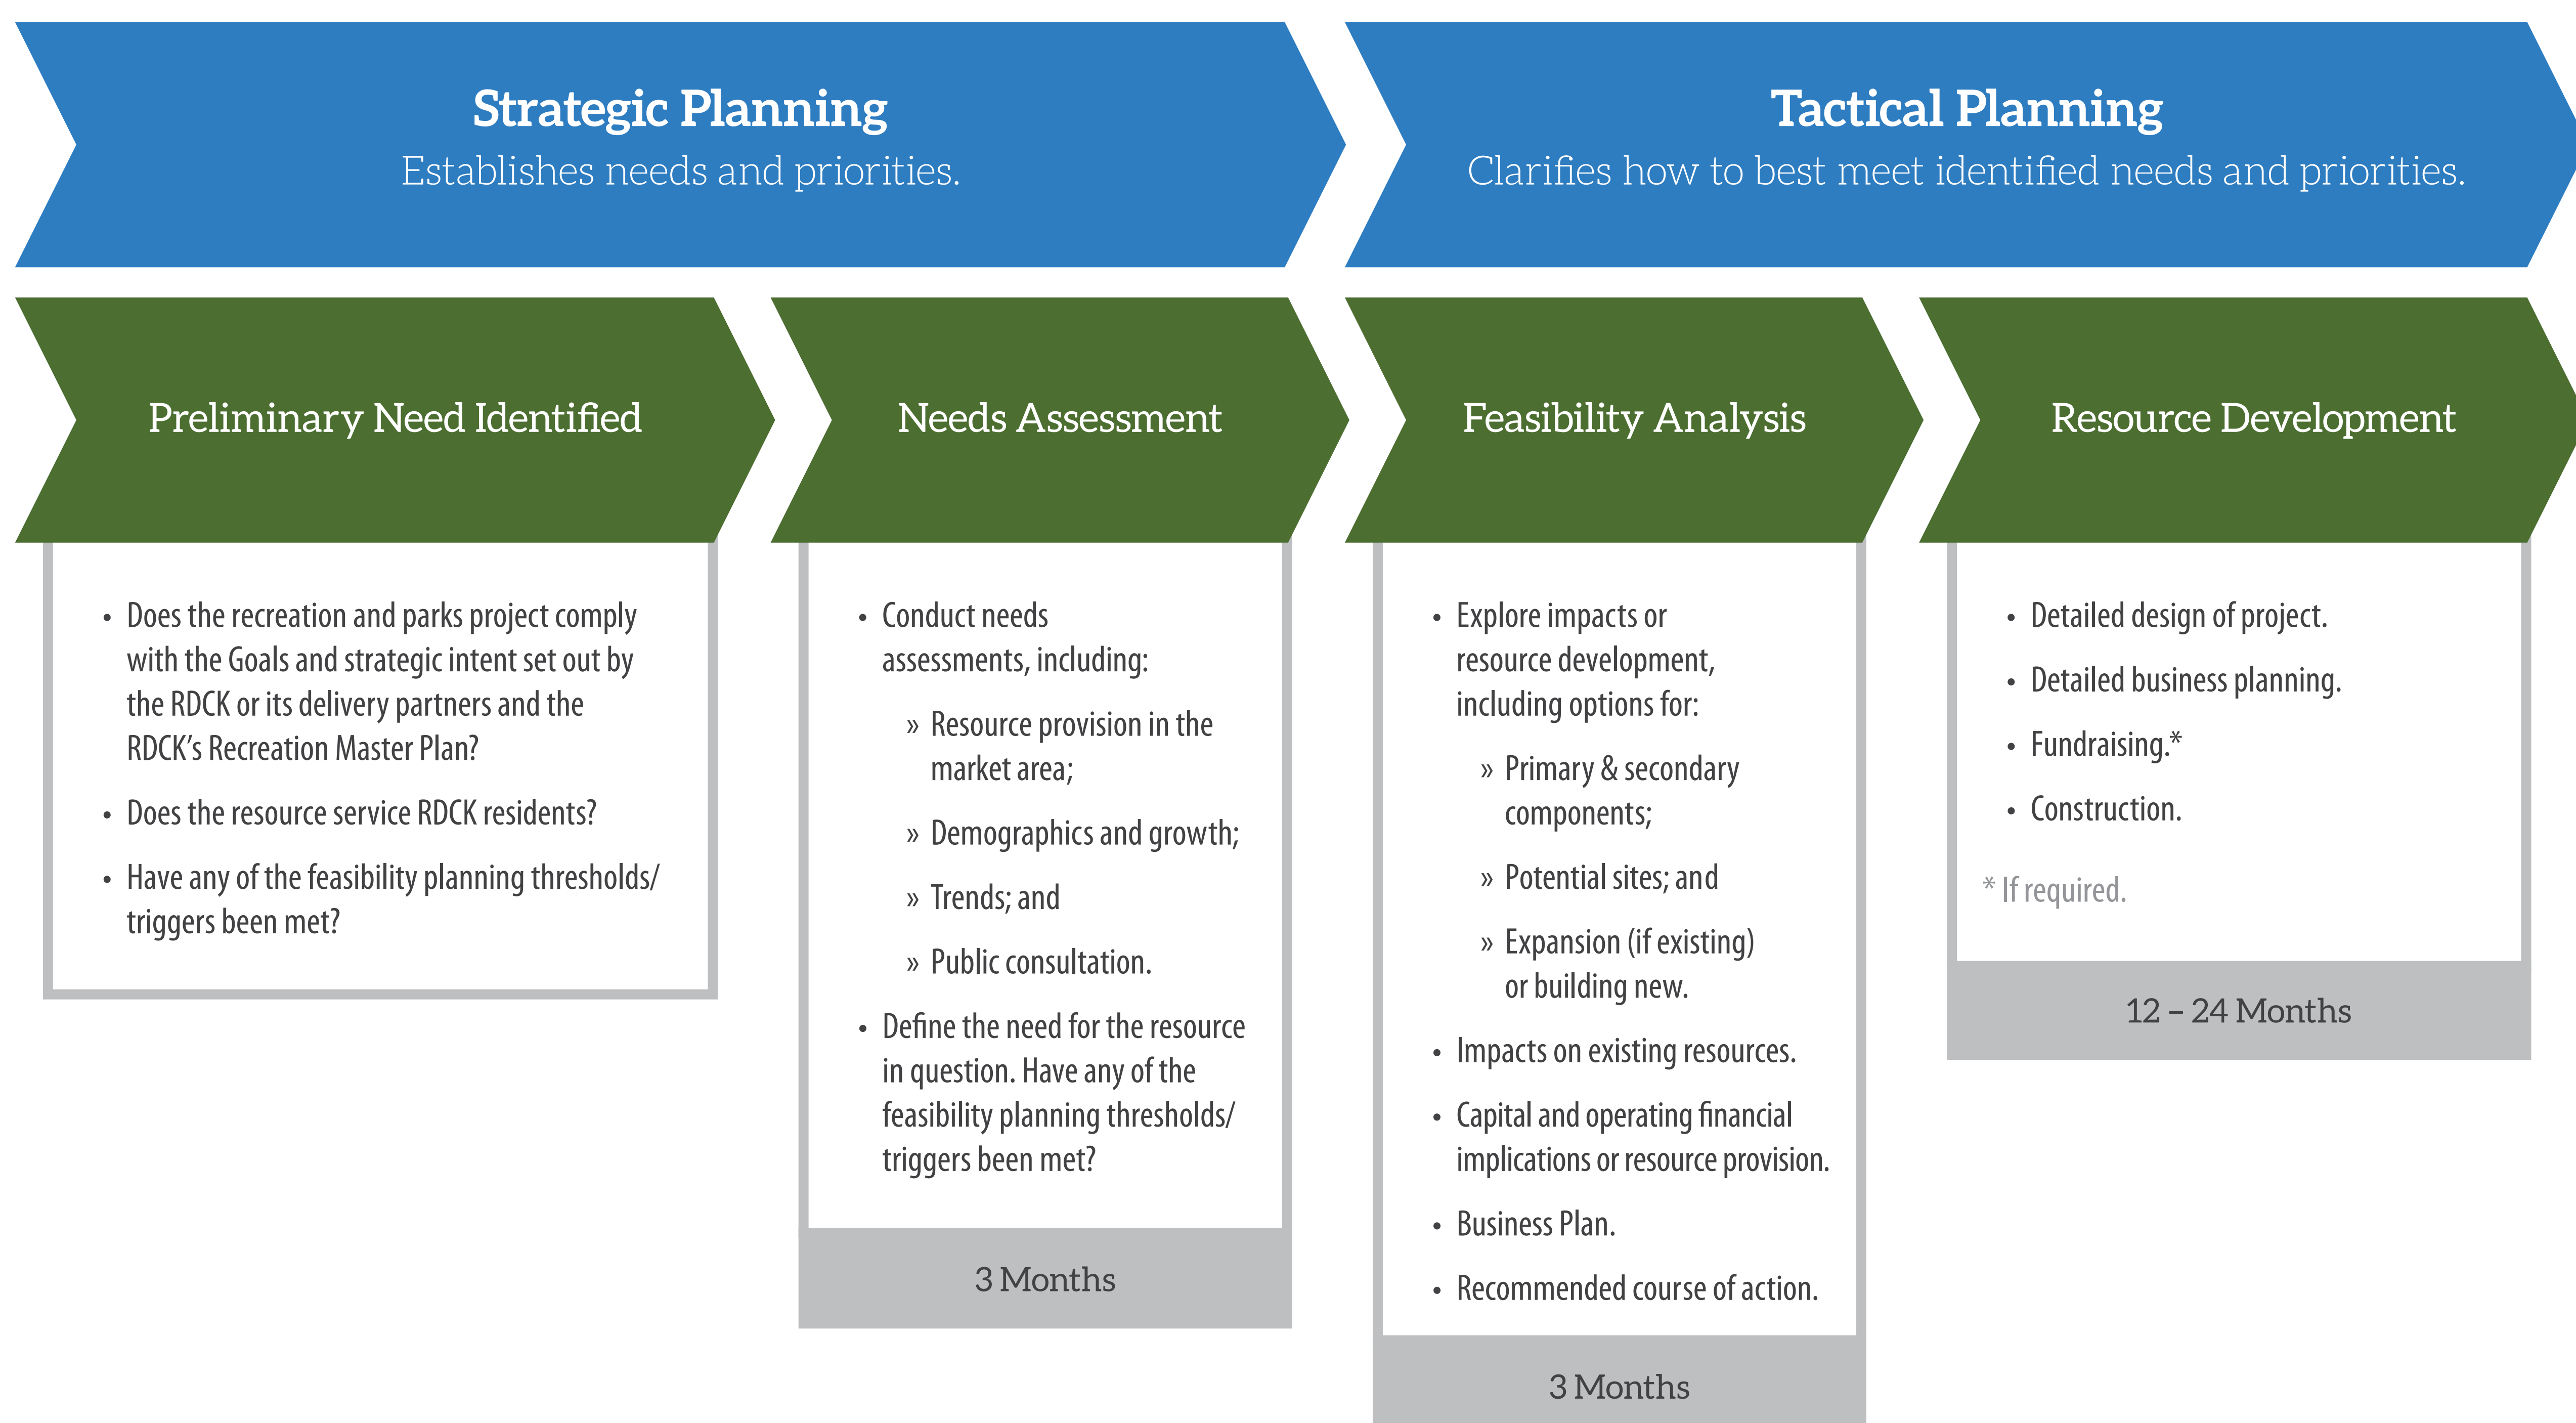 Strategic Planning
Establishes needs and priorities.
Tactical Planning
Clarifies how to best meet identified needs and priorities.
Preliminary Need Identified
• Does the recreation and parks project comply
with the Goals and strategic intent set out by
the RDCK or its delivery partners and the
RDCK’s Recreation Master Plan?
• Does the resource service RDCK residents?
• Have any of the feasibility planning thresholds/
triggers been met?
Needs Assessment
• Conduct needs
assessments, including:
» Resource provision in the
market area;
» Demographics and growth;
» Trends; and
» Public consultation.
• Define the need for the resource
in question. Have any of the
feasibility planning thresholds/
triggers been met?
3 Months
Feasibility Analysis
• Explore impacts or
resource development,
including options for:
» Primary & secondary
components;
» Potential sites; and
» Expansion (if existing)
or building new.
• Impacts on existing resources.
• Capital and operating financial
implications or resource provision.
• Business Plan.
• Recommended course of action.
3 Months
Resource Development
• Detailed design of project.
• Detailed business planning.
• Fundraising.*
• Construction.
* If required.
12 – 24 Months